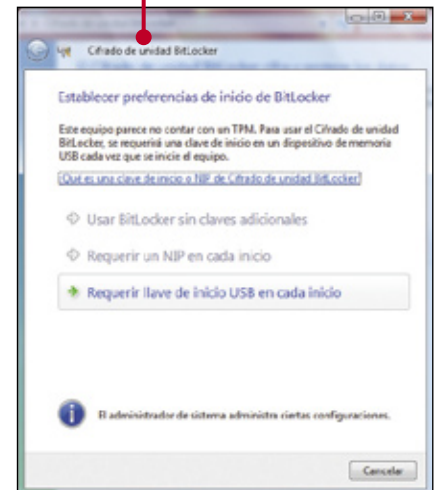 Cifrado de unidad BitLocker
Establecer preferencias de inicio de BitLocker
Este equipo parece no contar con un TPM. Para usar el Cifrado de unidad
BitLocker, se requerirá una clave de inicio en un dispositivo de memoria
USB cada vez que se inicie el equipo.
¿Qué es una clave de inicio o NIP de Cifrado de unidad BitLocker?
Usar BitLocker sin claves adicionales
Requerir un NIP en cada inicio
Requerir llave de inicio USB en cada inicio
El administrador de sistema administra ciertas configuraciones.
Cancelar